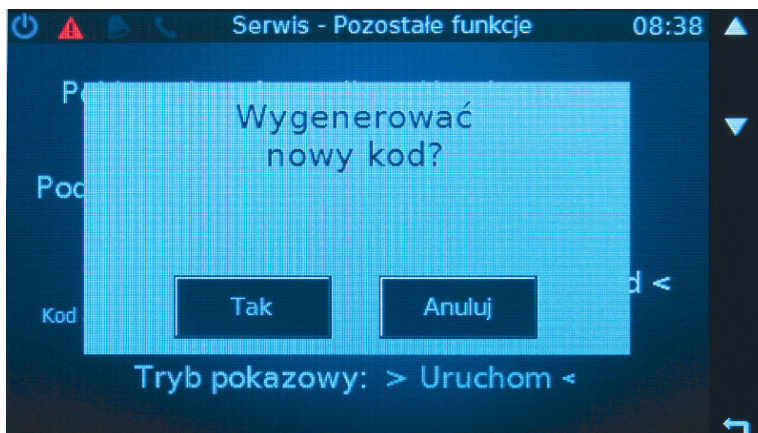 Serwis - Pozostałe funkcje 08:38
Wygenerować
nowy kod?
Tak Anuluj
Kod
Tryb pokazowy: > Uruchom <